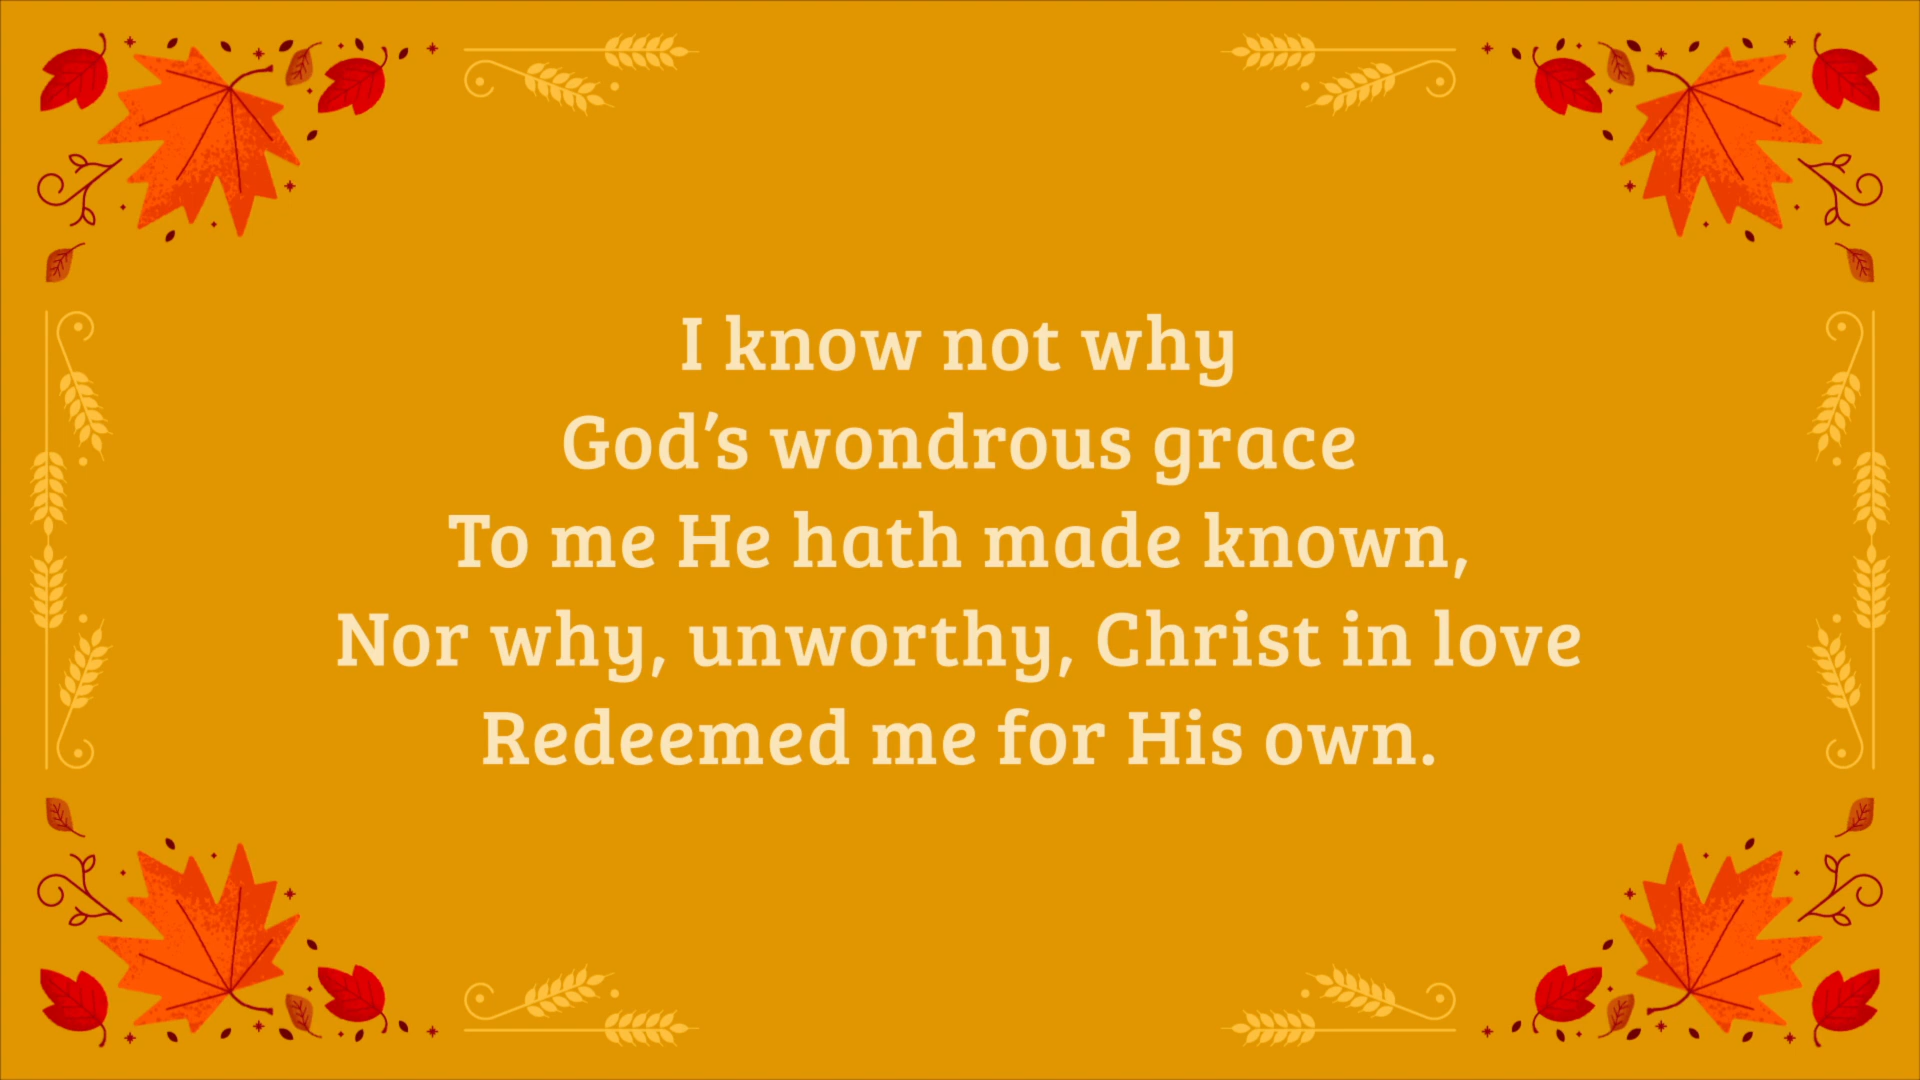 I know not why
God’s wondrous grace
To me He hath made known,
Nor why, unworthy, Christ in love
Redeemed me for His own.